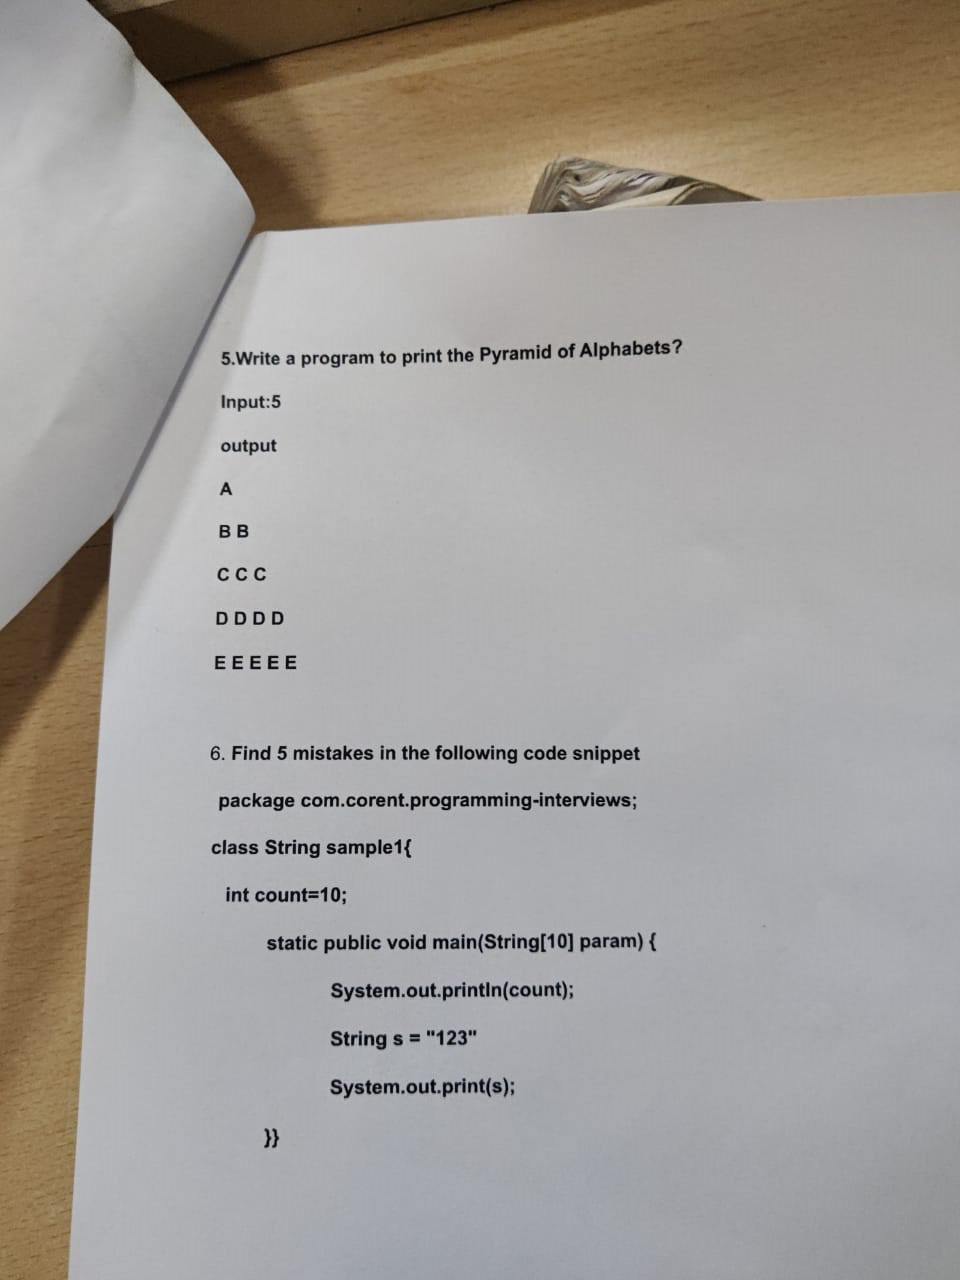 5.Write a program to print the Pyramid of Alphabets?
Input:5
output
A
B B
C C C
D D D D
E E E E E
6. Find 5 mistakes in the following code snippet
package com.corent.programming-interviews;
class String sample1{
int count=10;
static public void main(String[10] param) {
System.out.println(count);
String s = "123"
System.out.print(s);
}}